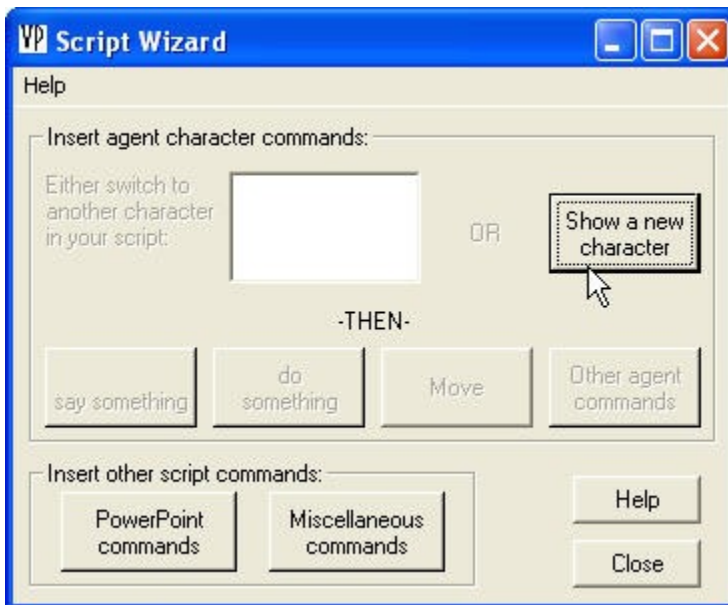 VP Script Wizard
Help
Insert agent character commands:
Either switch to
another character
in your script:
OR
Show a new
character
-THEN-
say something
do
something
Move
Other agent
commands
Insert other script commands:
PowerPoint
commands
Miscellaneous
commands
Help
Close